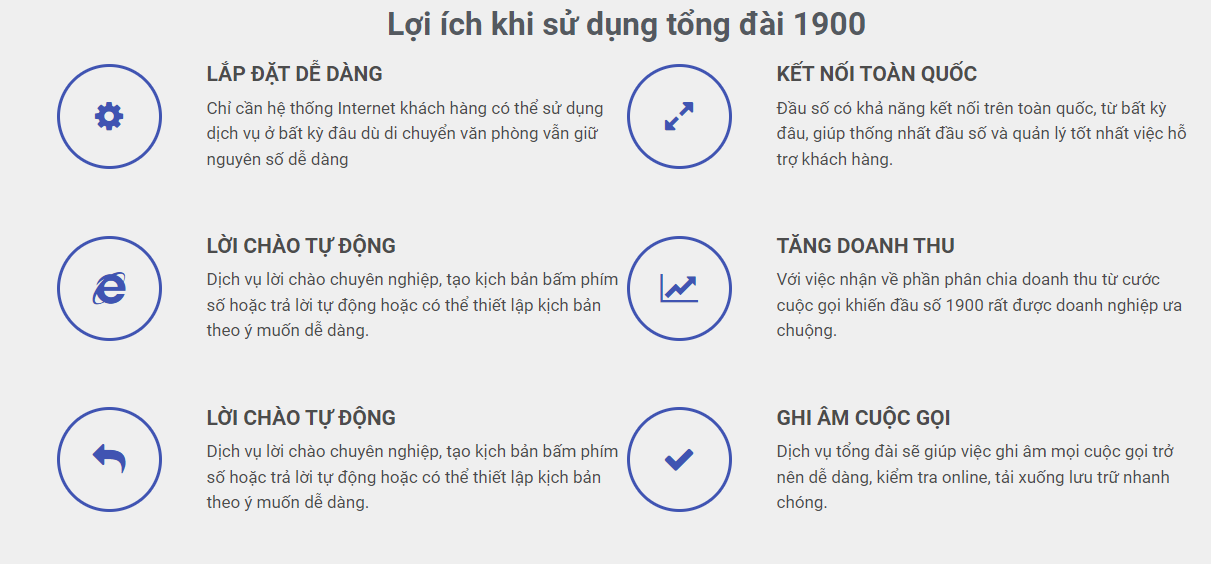 Lợi ích khi sử dụng tổng đài 1900
LẮP ĐẶT DỄ DÀNG
Chỉ cần hệ thống Internet khách hàng có thể sử dụng
dịch vụ ở bất kỳ đâu dù di chuyển văn phòng vẫn giữ
nguyên số dễ dàng
KẾT NỐI TOÀN QUỐC
Đầu số có khả năng kết nối trên toàn quốc, từ bất kỳ
đâu, giúp thống nhất đầu số và quản lý tốt nhất việc hỗ
trợ khách hàng.
LỜI CHÀO TỰ ĐỘNG
Dịch vụ lời chào chuyên nghiệp, tạo kịch bản bấm phím
số hoặc trả lời tự động hoặc có thể thiết lập kịch bản
theo ý muốn dễ dàng.
TĂNG DOANH THU
Với việc nhận về phần phân chia doanh thu từ cước
cuộc gọi khiến đầu số 1900 rất được doanh nghiệp ưa
chuộng.
LỜI CHÀO TỰ ĐỘNG
Dịch vụ lời chào chuyên nghiệp, tạo kịch bản bấm phím
số hoặc trả lời tự động hoặc có thể thiết lập kịch bản
theo ý muốn dễ dàng.
GHI ÂM CUỘC GỌI
Dịch vụ tổng đài sẽ giúp việc ghi âm mọi cuộc gọi trở
nên dễ dàng, kiểm tra online, tải xuống lưu trữ nhanh
chóng.